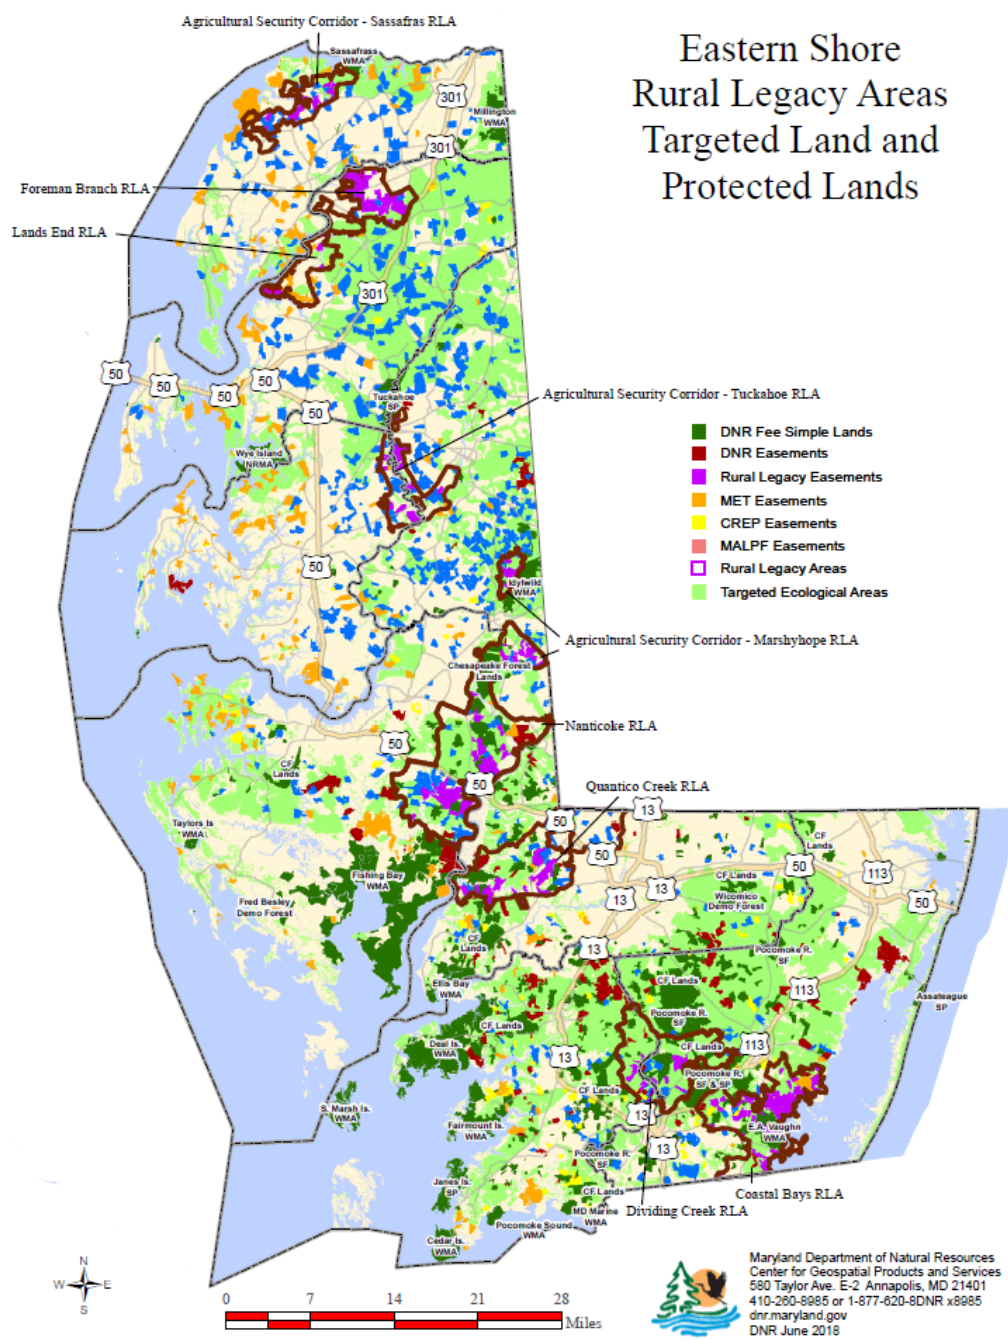 Agricultural Security Corridor - Sassafras RLA
Eastern Shore
Rural Legacy Areas
Targeted Land and
Protected Lands
Sassafrass
WMA
301
Millington
WMA
301
Foreman Branch RLA
Lands End RLA
301
50
50
50
50
50
Tuckahoe
SP
Agricultural Security Corridor - Tuckahoe RLA
Wye Island
NRMA
DNR Fee Simple Lands
DNR Easements
Rural Legacy Easements
MET Easements
CREP Easements
MALPF Easements
Rural Legacy Areas
Targeted Ecological Areas
50
Idylwild
WMA
Agricultural Security Corridor - Marshyhope RLA
Chesapeake Forest
Lands
Nanticoke RLA
50
CF
Lands
50
Quantico Creek RLA
13
50
50
Taylors Is
WMA
CF
Lands
50
113
Fishing Bay
WMA
CF Lands
13
13
Wicomico
Demo Forest
50
Fred Besley
Demo Forest
CF
Lands
13
Pocomoke R.
SF
Ellis Bay
WMA
CF Lands
113
Assateague
SP
Pocomoke R.
SF
CF Lands
Deal Is.
WMA
13
CF Lands
113
Pocomoke R.
SF & SP
CF Lands
S. Marsh Is.
WMA
Fairmount Is.
WMA
13
E.A. Vaughn
WMA
13
Pocomoke R.
SF
Janes Is.
SP
CF Lands
Coastal Bays RLA
MD Marine
WMA
Dividing Creek RLA
Pocomoke Sound
WMA
Cedar Is.
WMA
N
W E
S
0 7 14 21 28
Miles
Maryland Department of Natural Resources
Center for Geospatial Products and Services
580 Taylor Ave. E-2 Annapolis, MD 21401
410-260-8985 or 1-877-620-8DNR x8985
dnr.maryland.gov
DNR June 2018